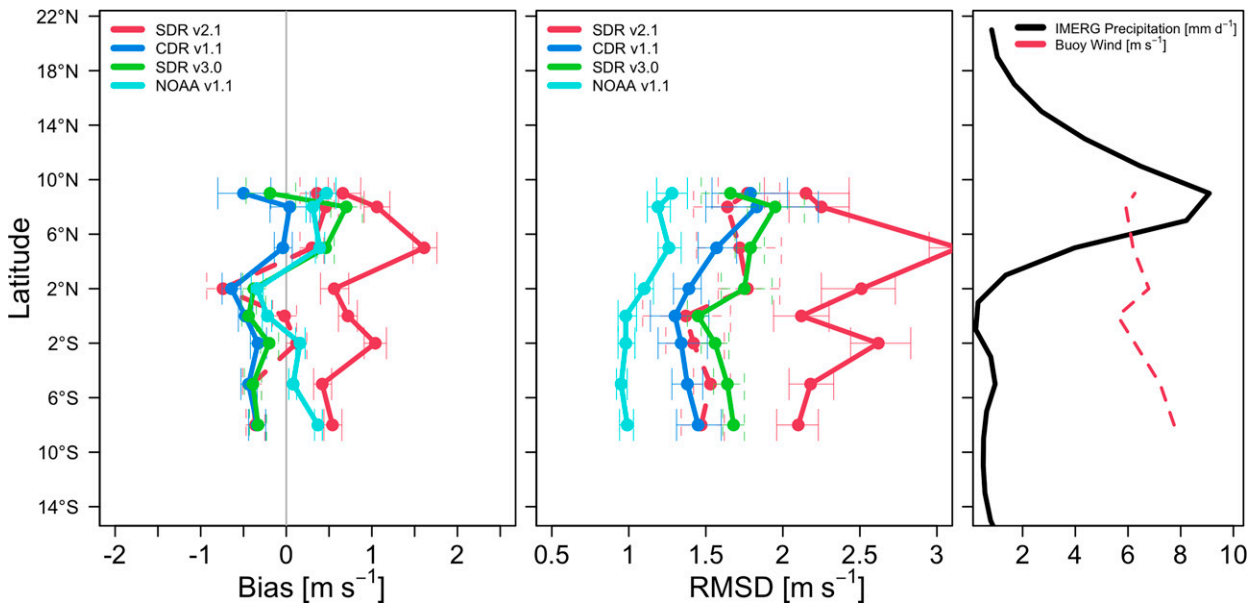 22°N
18°N
14°N
10°N
6°N
2°N
2°S
6°S
10°S
14°S
Latitude
SDR v2.1
CDR v1.1
SDR v3.0
NOAA v1.1
-2
-1
0
1
2
Bias [m s⁻¹]
SDR v2.1
CDR v1.1
SDR v3.0
NOAA v1.1
0.5
1
1.5
2
2.5
3
RMSD [m s⁻¹]
IMERG Precipitation [mm d⁻¹]
Buoy Wind [m s⁻¹]
2
4
6
8
10